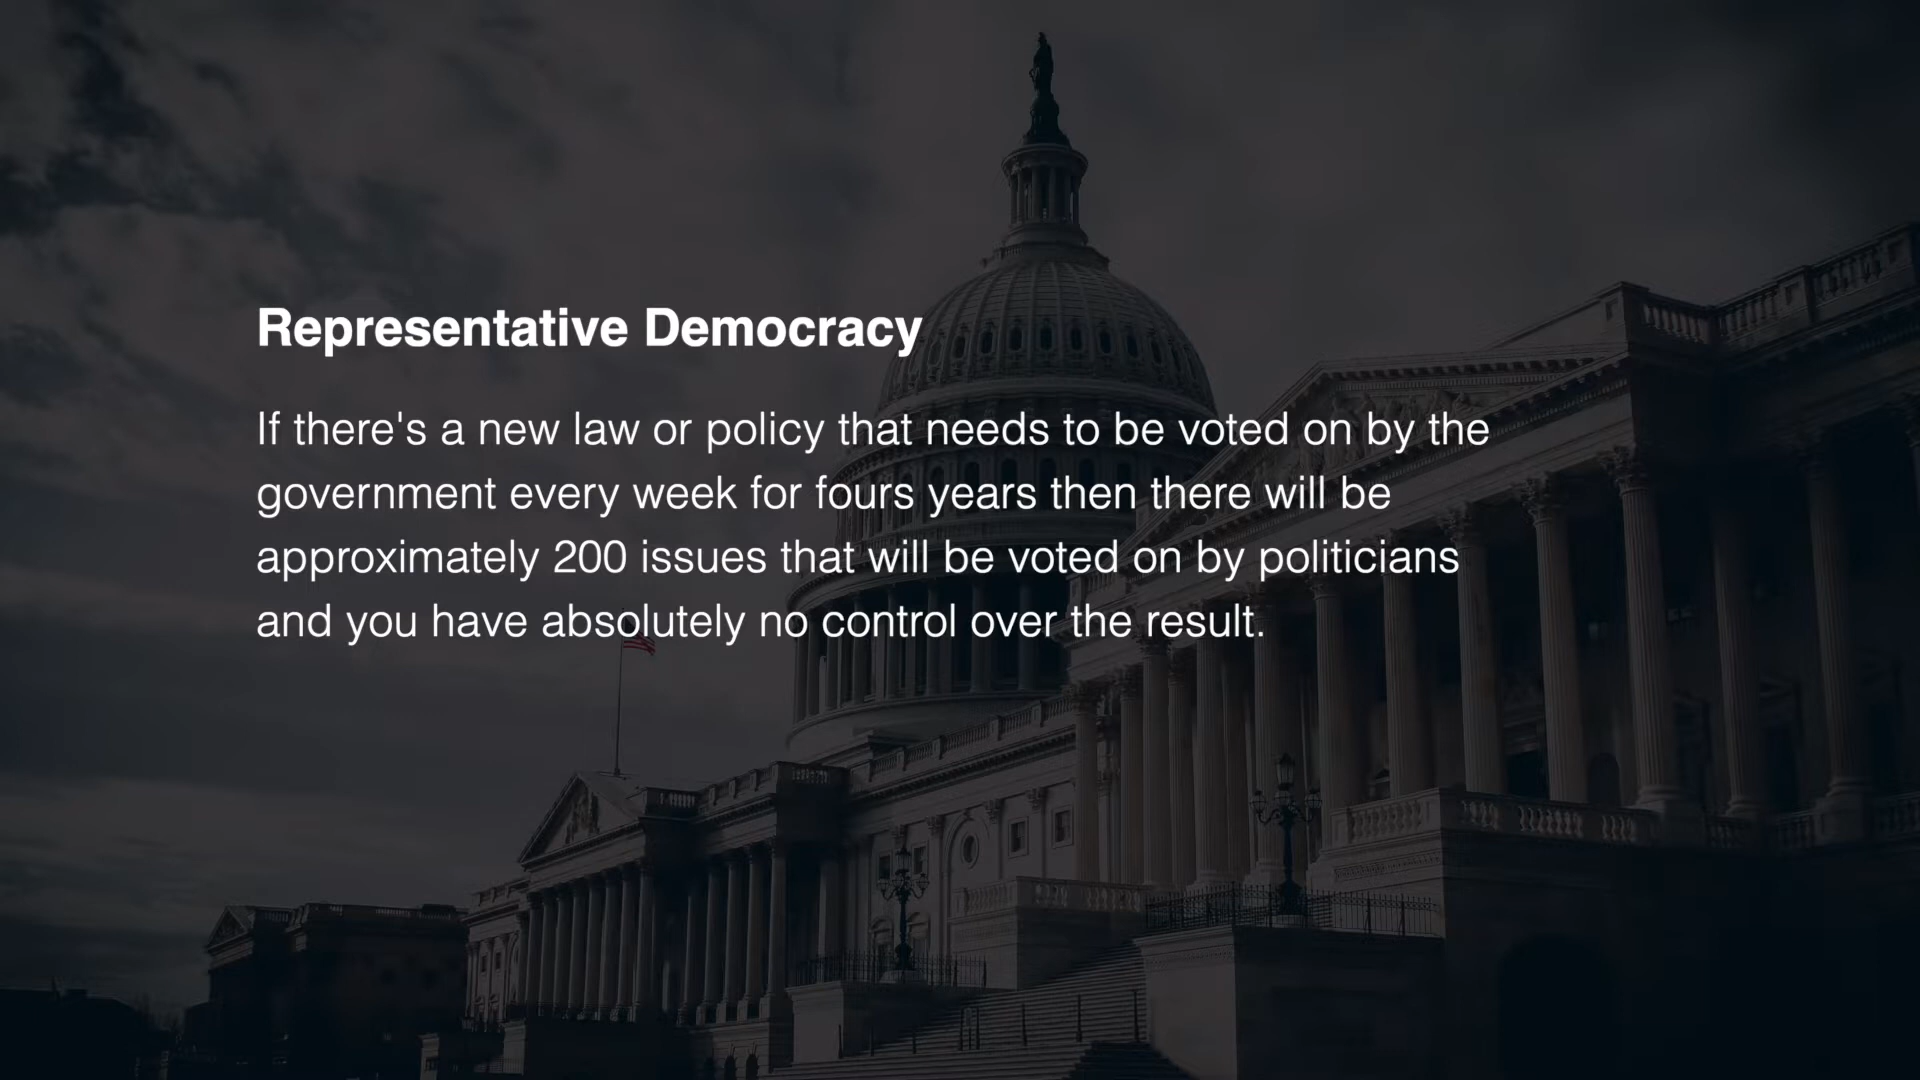 Representative Democracy
If there's a new law or policy that needs to be voted on by the
government every week for fours years then there will be
approximately 200 issues that will be voted on by politicians
and you have absolutely no control over the result.